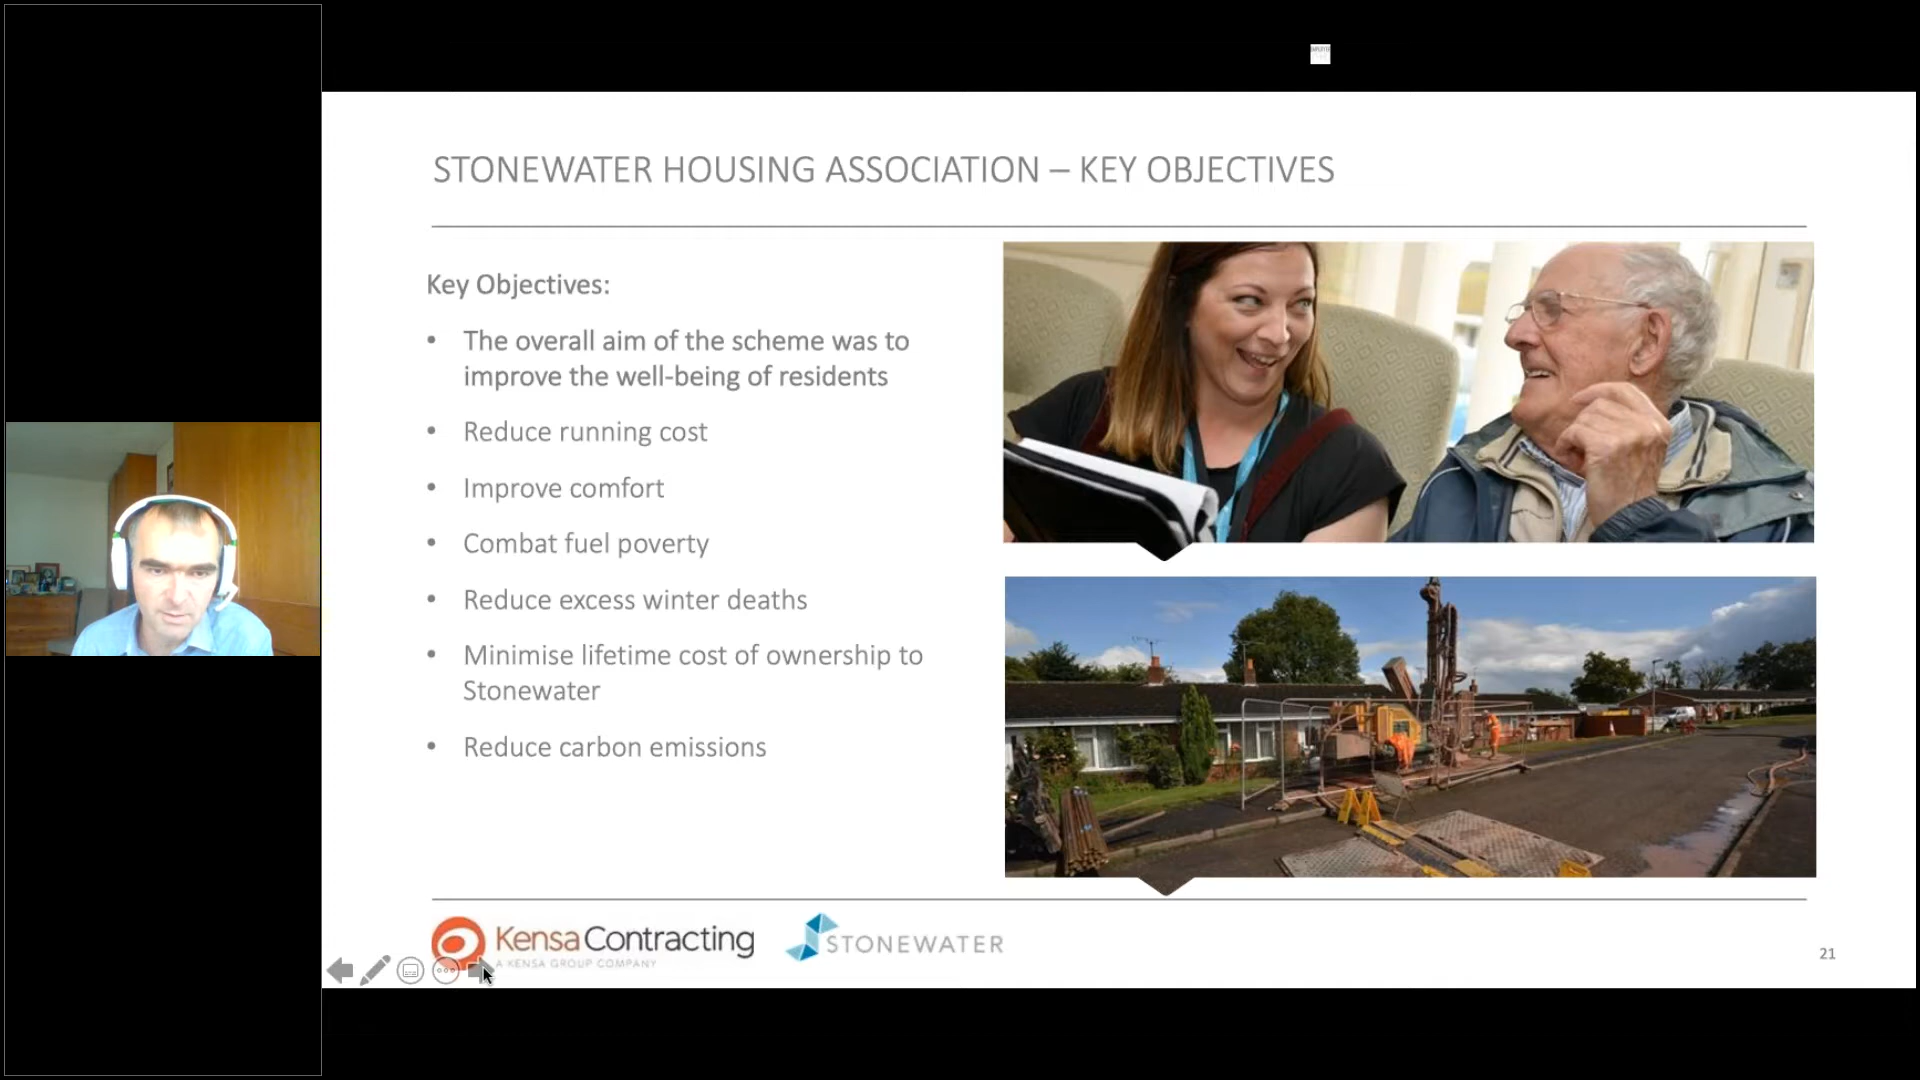 STONEWATER HOUSING ASSOCIATION – KEY OBJECTIVES
Key Objectives:
• The overall aim of the scheme was to
improve the well-being of residents
• Reduce running cost
• Improve comfort
• Combat fuel poverty
• Reduce excess winter deaths
• Minimise lifetime cost of ownership to
Stonewater
• Reduce carbon emissions
Kensa Contracting
A KENSA GROUP COMPANY
STONEWATER
21